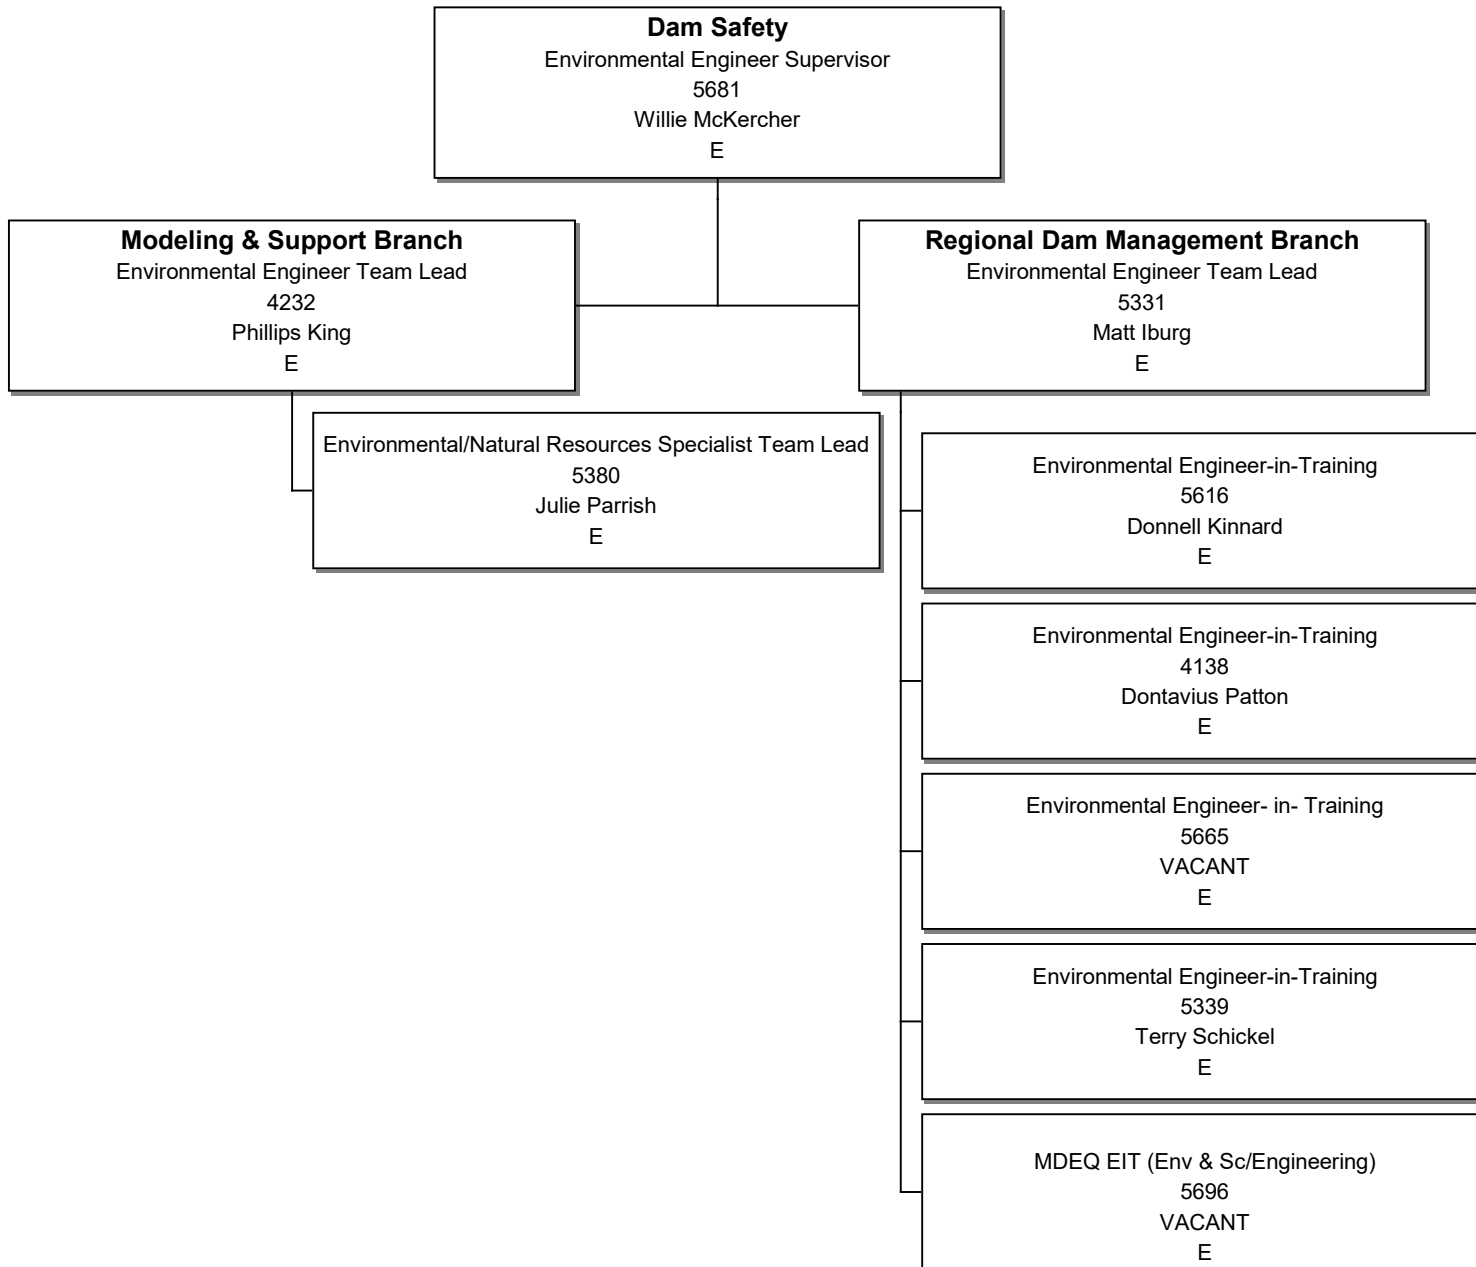 Dam Safety
Environmental Engineer Supervisor
5681
Willie McKercher
E
Modeling & Support Branch
Environmental Engineer Team Lead
4232
Phillips King
E
Environmental/Natural Resources Specialist Team Lead
5380
Julie Parrish
E
Regional Dam Management Branch
Environmental Engineer Team Lead
5331
Matt Iburg
E
Environmental Engineer-in-Training
5616
Donnell Kinnard
E
Environmental Engineer-in-Training
4138
Dontavius Patton
E
Environmental Engineer- in- Training
5665
VACANT
E
Environmental Engineer-in-Training
5339
Terry Schickel
E
MDEQ EIT (Env & Sc/Engineering)
5696
VACANT
E